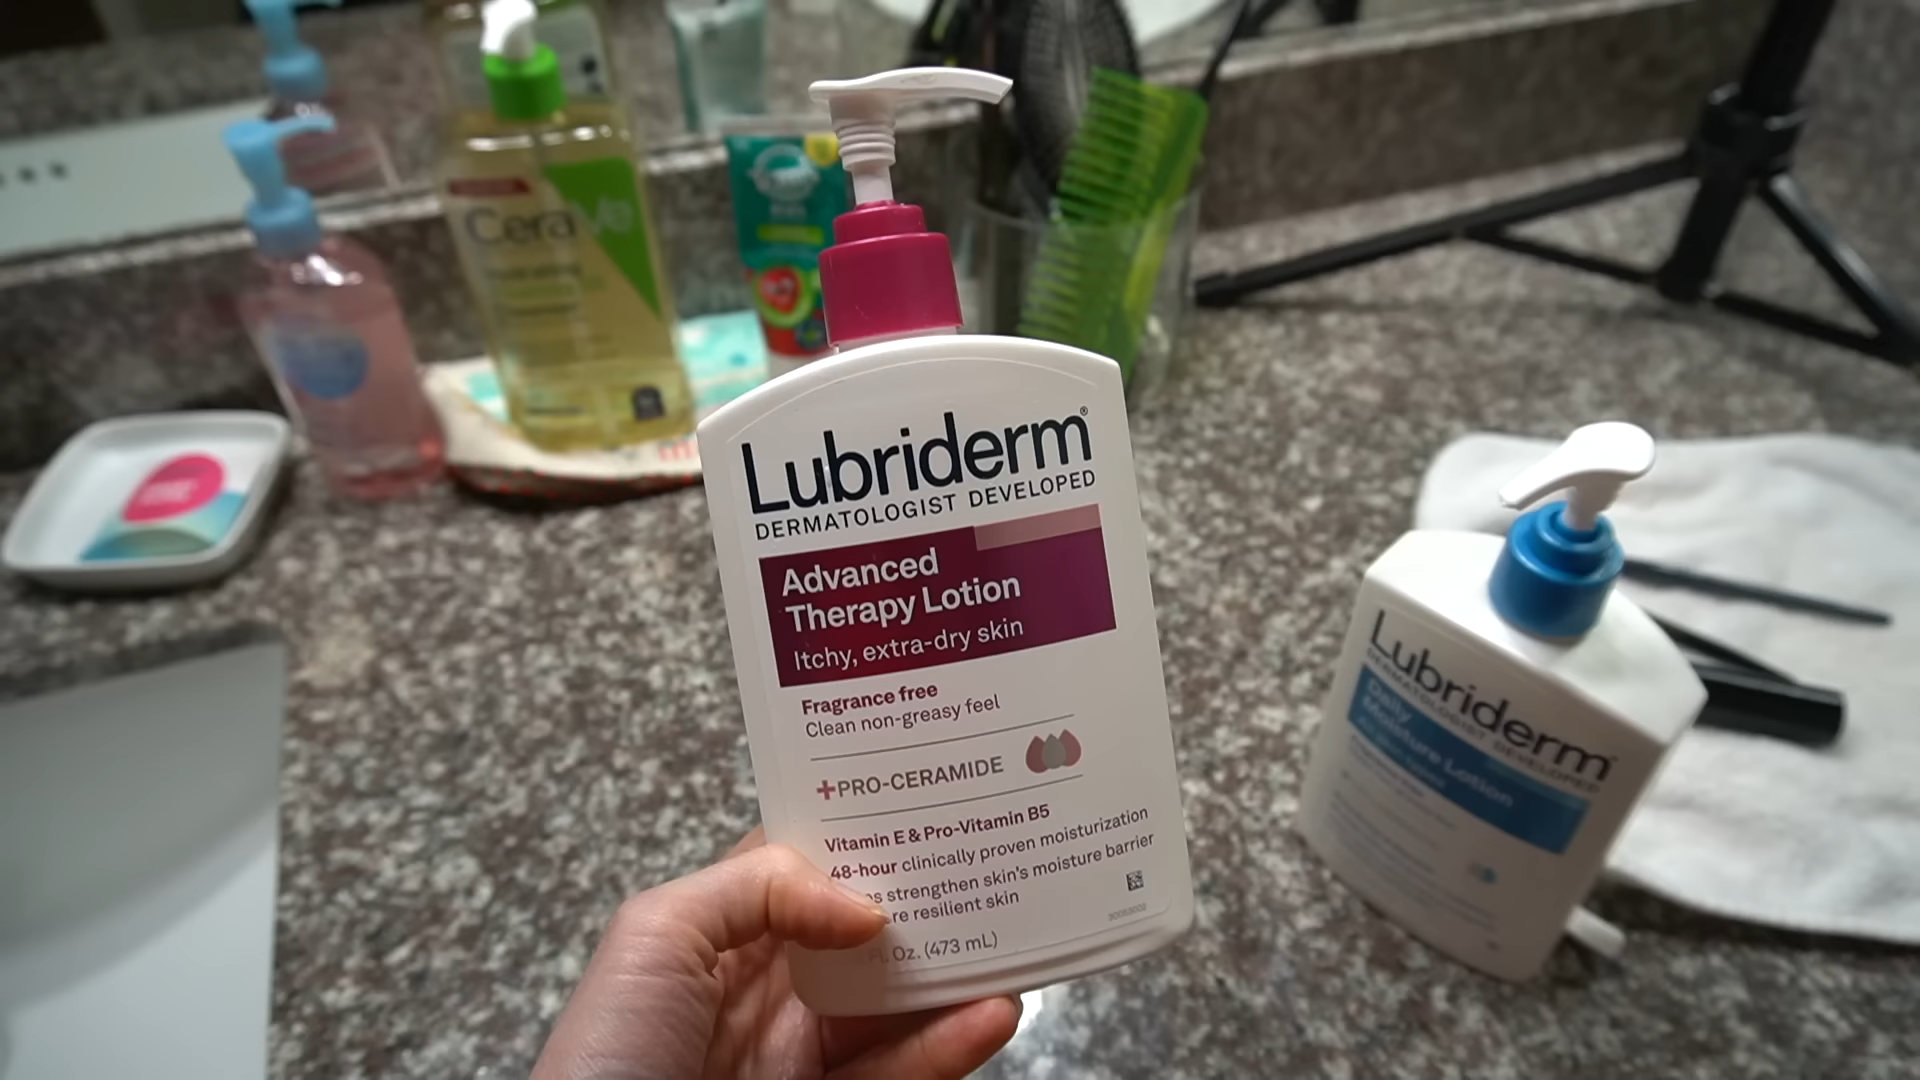 Lubriderm®
DERMATOLOGIST DEVELOPED
Advanced
Therapy Lotion
Itchy, extra-dry skin
Fragrance free
Clean non-greasy feel
+PRO-CERAMIDE
Vitamin E & Pro-Vitamin B5
48-hour clinically proven moisturization
strengthen skin's moisture barrier
resilient skin
Fl. Oz. (473 mL)
CeraVe
Lubriderm®
DERMATOLOGIST DEVELOPED
Daily
Moisture Lotion